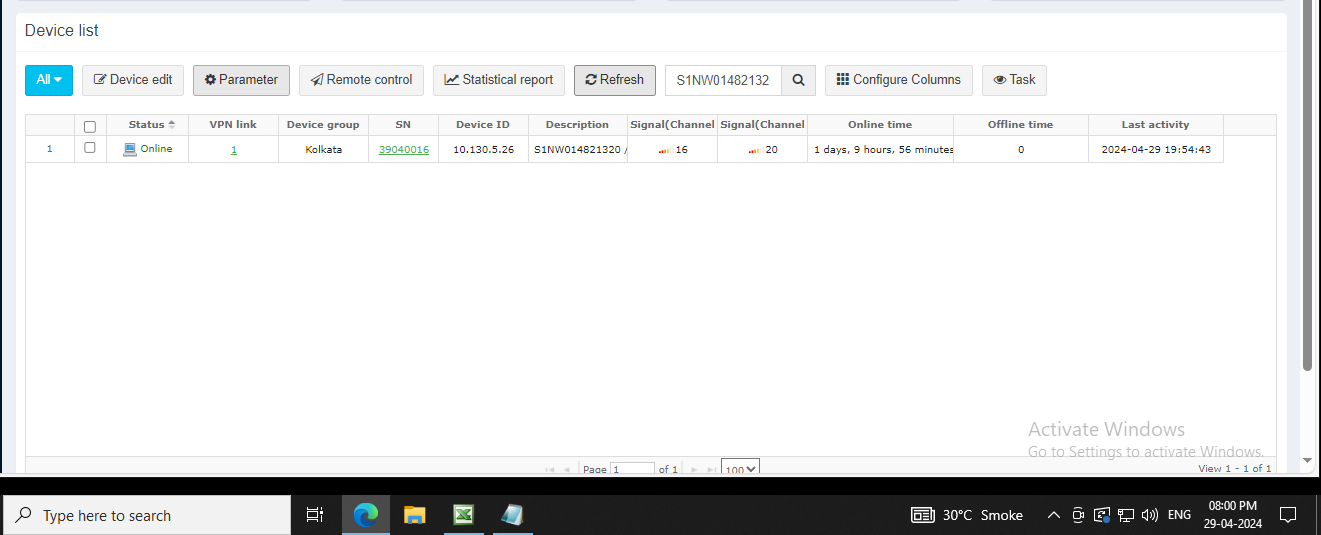 Device list
All Device edit Parameter Remote control Statistical report Refresh S1NW01482132 Configure Columns Task
Status VPN link Device group SN Device ID Description Signal(Channel Signal(Channel Online time Offline time Last activity
1 Online 1 Kolkata 39040016 10.130.5.26 S1NW014821320 / 16 20 1 days, 9 hours, 56 minutes 0 2024-04-29 19:54:43
Activate Windows
Go to Settings to activate Windows.
Page 1 of 1 100 View 1 - 1 of 1
Type here to search 30°C Smoke ENG 08:00 PM
29-04-2024